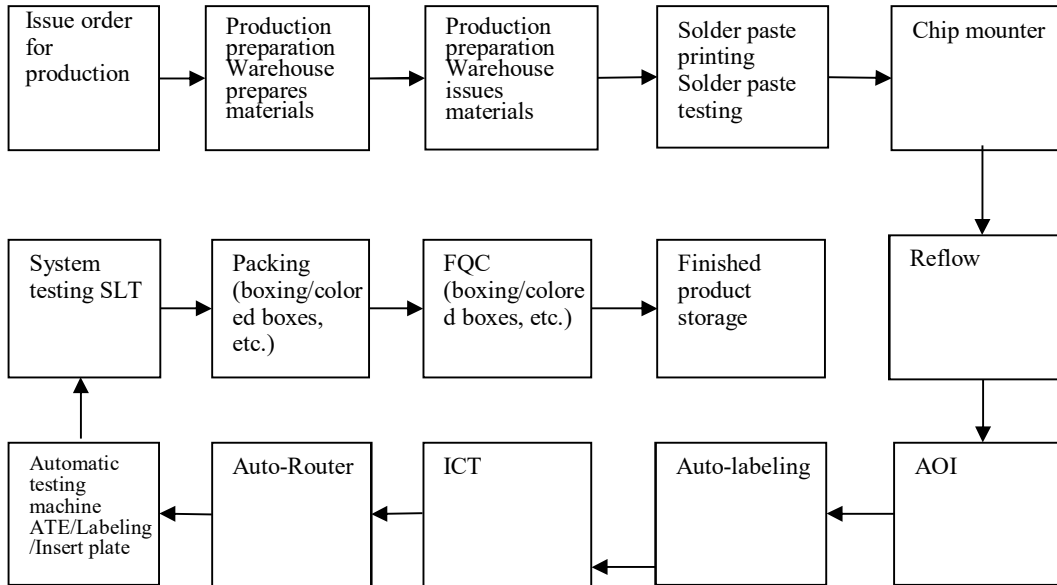 Issue order
for
production
Production
preparation
Warehouse
prepares
materials
Production
preparation
Warehouse
issues
materials
Solder paste
printing
Solder paste
testing
Chip mounter
Reflow
AOI
Auto-labeling
ICT
Auto-Router
Automatic
testing
machine
ATE/Labeling
/Insert plate
System
testing SLT
Packing
(boxing/color
ed boxes,
etc.)
FQC
(boxing/colore
d boxes, etc.)
Finished
product
storage